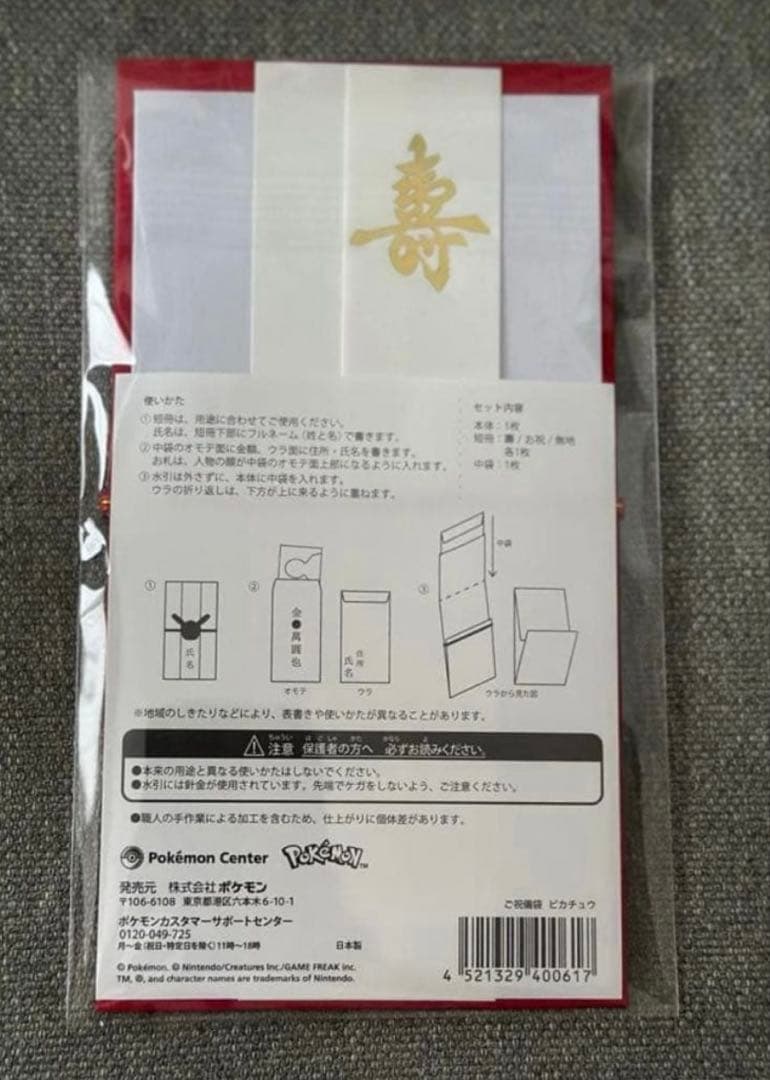 寿
使いかた
①短冊は、用途に合わせてご使用ください。
氏名は、短冊下部にフルネーム(姓と名)で書きます。
②中袋のオモテ面に金額、ウラ面に住所・氏名を書きます。
お札は、人物の顔が中袋のオモテ面上部になるように入れます。
③水引は外さずに、本体に中袋を入れます。
ウラの折り返しは、下方が上に来るように重ねます。
セット内容
本体:1枚
短冊:壽/お祝/無地
各1枚
中袋:1枚
①
氏名
②
金●萬圓也
オモテ
住所
氏名
ウラ
③
中袋
ウラから見た図
※地域のしきたりなどにより、表書きや使いかたが異なることがあります。
ちゅうい ほごしゃ かた かなら よ
⚠注意 保護者の方へ 必ずお読みください。
●本来の用途と異なる使いかたはしないでください。
●水引には針金が使用されています。先端でケガをしないよう、ご注意ください。
●職人の手作業による加工を含むため、仕上がりに個体差があります。
Pokémon Center POKéMON™
発売元 株式会社ポケモン
〒106-6108 東京都港区六本木6-10-1
ポケモンカスタマーサポートセンター
0120-049-725
月〜金(祝日・特定日を除く)11時〜18時
日本製
© Pokémon. © Nintendo/Creatures Inc./GAME FREAK inc.
TM, ®, and character names are trademarks of Nintendo.
ご祝儀袋 ピカチュウ
4 521329 400617